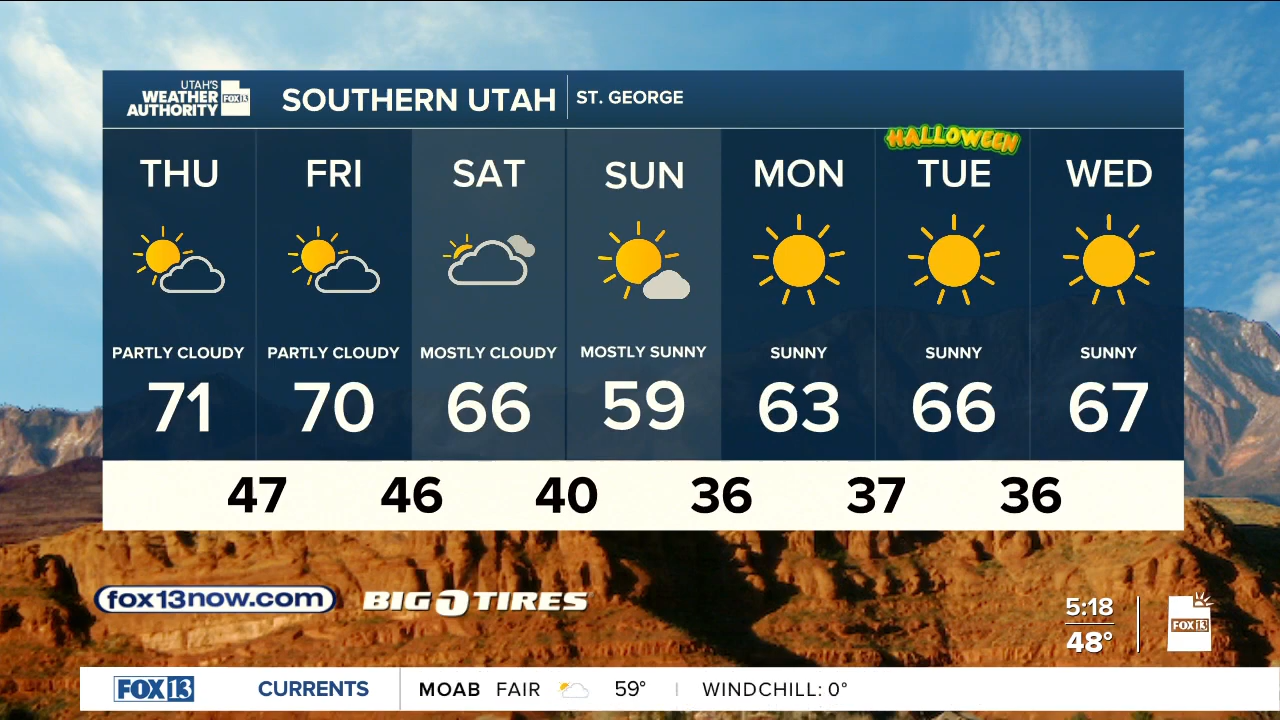 UTAH'S
WEATHER
AUTHORITY
FOX 13
SOUTHERN UTAH
ST. GEORGE
HALLOWEEN
THU FRI SAT SUN MON TUE WED
PARTLY CLOUDY PARTLY CLOUDY MOSTLY CLOUDY MOSTLY SUNNY SUNNY SUNNY SUNNY
71 70 66 59 63 66 67
47 46 40 36 37 36
fox13now.com BIG O TIRES
5:18
48°
FOX 13
FOX 13 CURRENTS MOAB FAIR 59° | WINDCHILL: 0°